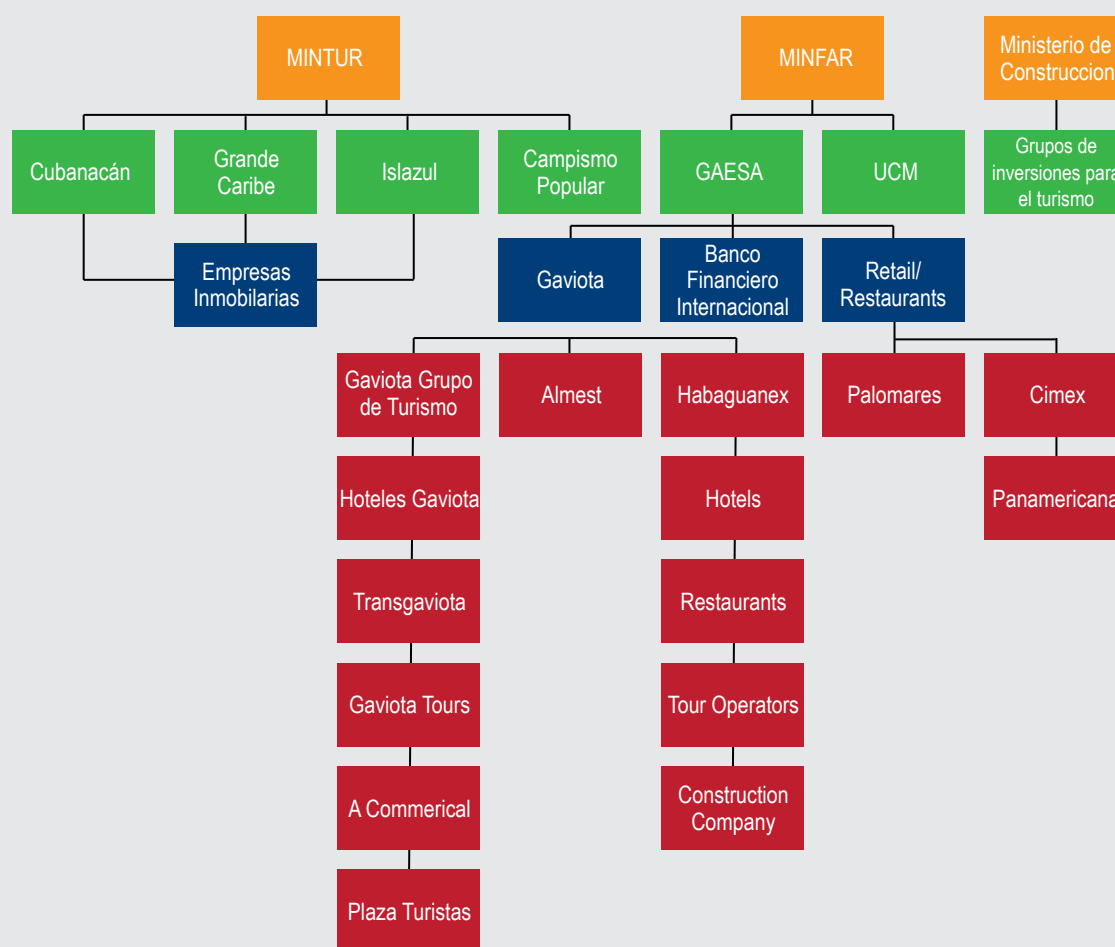 MINTUR
MINFAR
Ministerio de
Construccion
Cubanacán
Grande
Caribe
Islazul
Campismo
Popular
GAESA
UCM
Grupos de
inversiones para
el turismo
Empresas
Inmobilarias
Gaviota
Banco
Financiero
Internacional
Retail/
Restaurants
Gaviota Grupo
de Turismo
Almest
Habaguanex
Palomares
Cimex
Hoteles Gaviota
Hotels
Panamericana
Transgaviota
Restaurants
Gaviota Tours
Tour Operators
A Commerical
Construction
Company
Plaza Turistas